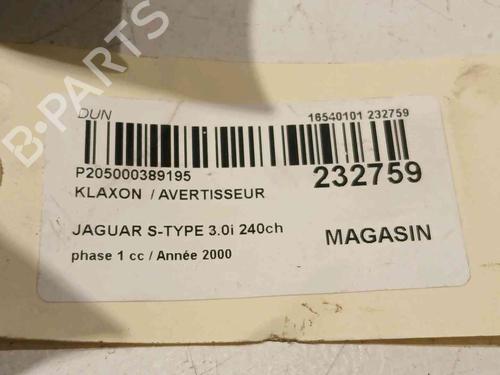 B-PARTS
DUN
16540101 232759
P205000389195
KLAXON / AVERTISSEUR
232759
JAGUAR S-TYPE 3.0i 240ch
MAGASIN
phase 1 cc / Année 2000